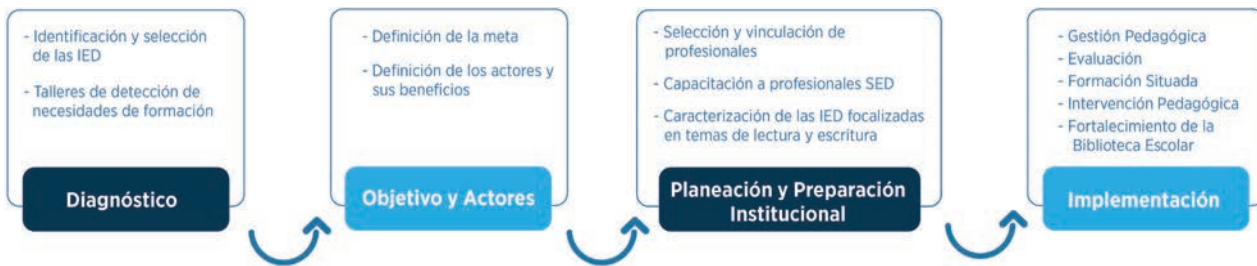 - Identificación y selección
de las IED
- Talleres de detección de
necesidades de formación
Diagnóstico
- Definición de la meta
- Definición de los actores y
sus beneficios
Objetivo y Actores
- Selección y vinculación de
profesionales
- Capacitación a profesionales SED
- Caracterización de las IED focalizadas
en temas de lectura y escritura
Planeación y Preparación
Institucional
- Gestión Pedagógica
- Evaluación
- Formación Situada
- Intervención Pedagógica
- Fortalecimiento de la
Biblioteca Escolar
Implementación